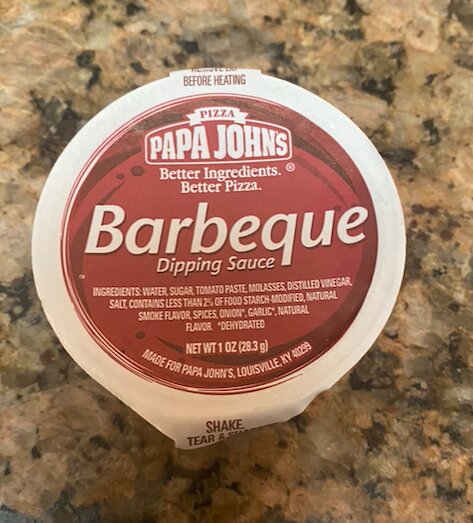 BEFORE HEATING
PIZZA
PAPA JOHNS
Better Ingredients.
Better Pizza. ®
Barbeque
Dipping Sauce
INGREDIENTS: WATER, SUGAR, TOMATO PASTE, MOLASSES, DISTILLED VINEGAR,
SALT, CONTAINS LESS THAN 2% OF FOOD STARCH-MODIFIED, NATURAL
SMOKE FLAVOR, SPICES, ONION*, GARLIC*, NATURAL
FLAVOR. *DEHYDRATED
NET WT 1 OZ (28.3 g)
MADE FOR PAPA JOHN'S, LOUISVILLE, KY 40299
SHAKE,
TEAR &